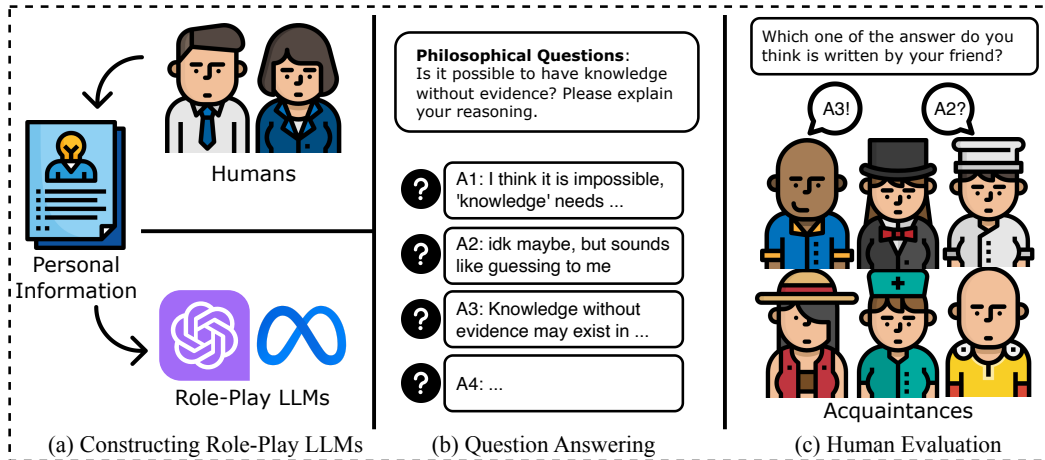 Humans
Personal
Information
Role-Play LLMs
(a) Constructing Role-Play LLMs
Philosophical Questions:
Is it possible to have knowledge
without evidence? Please explain
your reasoning.
?
A1: I think it is impossible,
'knowledge' needs ...
?
A2: idk maybe, but sounds
like guessing to me
?
A3: Knowledge without
evidence may exist in ...
?
A4: ...
(b) Question Answering
Which one of the answer do you
think is written by your friend?
A3!
A2?
Acquaintances
(c) Human Evaluation